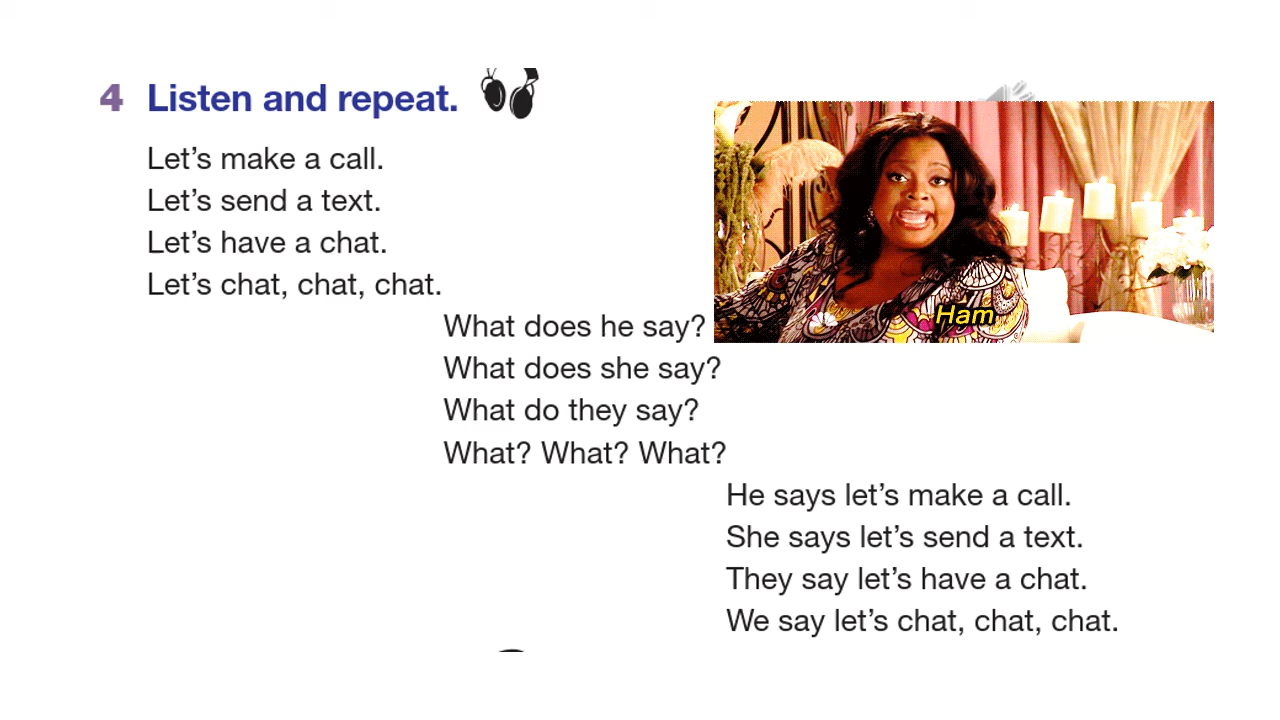 4 Listen and repeat.
Let's make a call.
Let's send a text.
Let's have a chat.
Let's chat, chat, chat.
What does he say?
What does she say?
What do they say?
What? What? What?
He says let's make a call.
She says let's send a text.
They say let's have a chat.
We say let's chat, chat, chat.
Ham